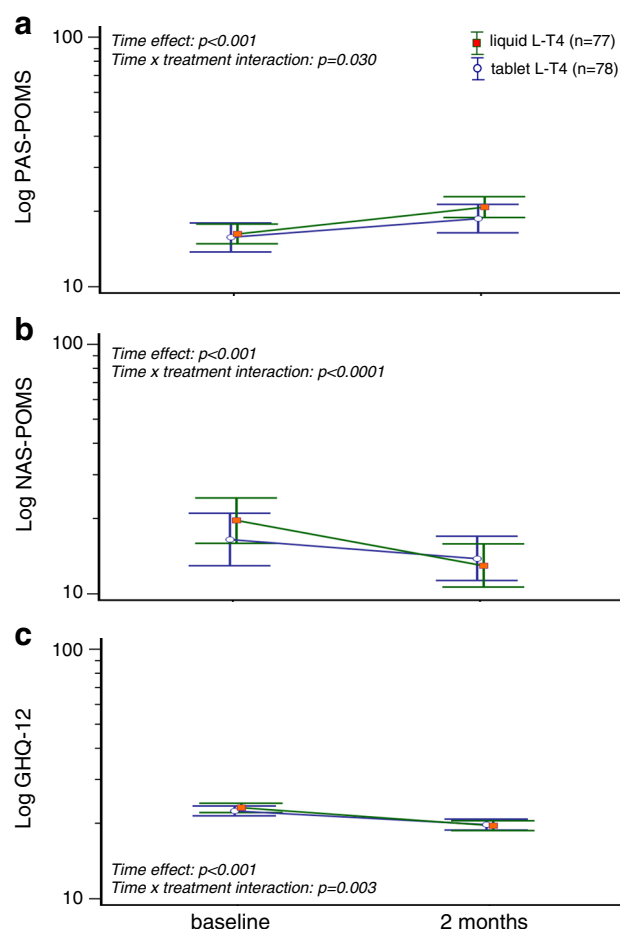 a
100
Time effect: p<0.001
Time x treatment interaction: p=0.030
liquid L-T4 (n=77)
tablet L-T4 (n=78)
Log PAS-POMS
10
b
100
Time effect: p<0.001
Time x treatment interaction: p<0.0001
Log NAS-POMS
10
c
100
Log GHQ-12
Time effect: p<0.001
Time x treatment interaction: p=0.003
10
baseline
2 months